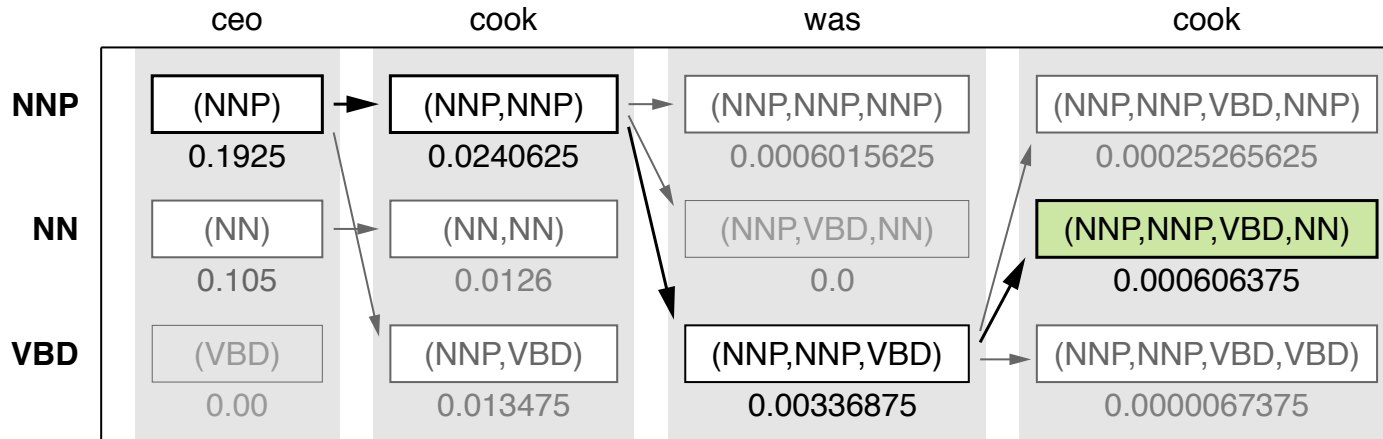 ceo cook was cook
NNP (NNP) (NNP,NNP) (NNP,NNP,NNP) (NNP,NNP,VBD,NNP)
0.1925 0.0240625 0.0006015625 0.00025265625
NN (NN) (NN,NN) (NNP,VBD,NN) (NNP,NNP,VBD,NN)
0.105 0.0126 0.0 0.000606375
VBD (VBD) (NNP,VBD) (NNP,NNP,VBD) (NNP,NNP,VBD,VBD)
0.00 0.013475 0.00336875 0.0000067375